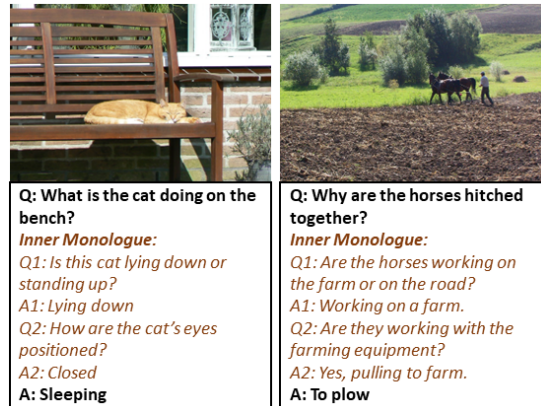 Q: What is the cat doing on the
bench?
Inner Monologue:
Q1: Is this cat lying down or
standing up?
A1: Lying down
Q2: How are the cat's eyes
positioned?
A2: Closed
A: Sleeping
Q: Why are the horses hitched
together?
Inner Monologue:
Q1: Are the horses working on
the farm or on the road?
A1: Working on a farm.
Q2: Are they working with the
farming equipment?
A2: Yes, pulling to farm.
A: To plow